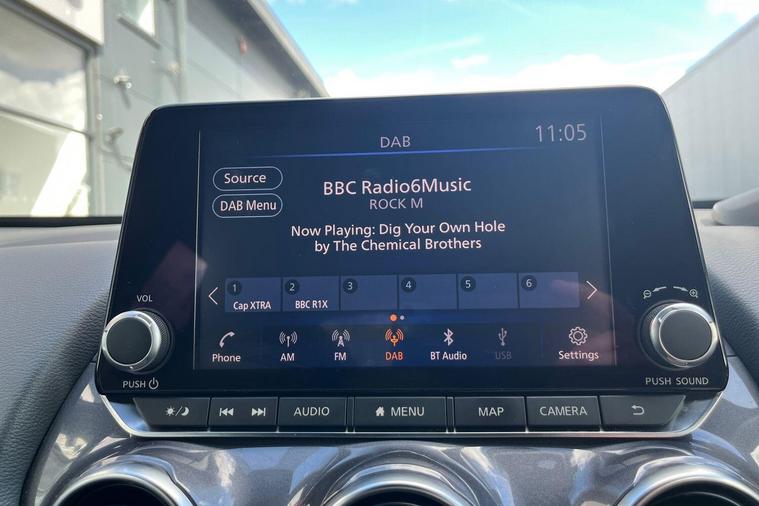 DAB
11:05
Source
BBC Radio6Music
DAB Menu
ROCK M
Now Playing: Dig Your Own Hole
by The Chemical Brothers
1 2 3 4 5 6
Cap XTRA BBC R1X
VOL
Phone AM FM DAB BT Audio USB Settings
PUSH
PUSH SOUND
AUDIO MENU MAP CAMERA